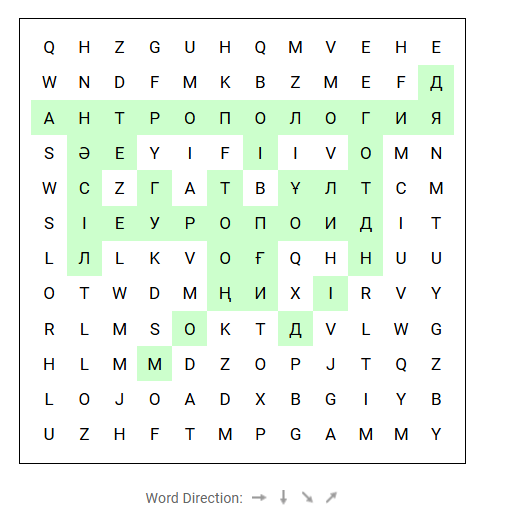 Q H Z G U H Q M V E H E
W N D F M K B Z M E F Д
А Н Т Р О П О Л О Г И Я
S Ә Е Y I F І I V О M N
W С Z Г A Т B Ү Л Т C M
S І Е У Р О П О И Д I T
L Л L K V О Ғ Q H Н U U
O T W D M Ң И X І R V Y
R L M S О K T Д V L W G
H L M М D Z O P J T Q Z
L O J O A D X B G I Y B
U Z H F T M P G A M M Y
Word Direction: